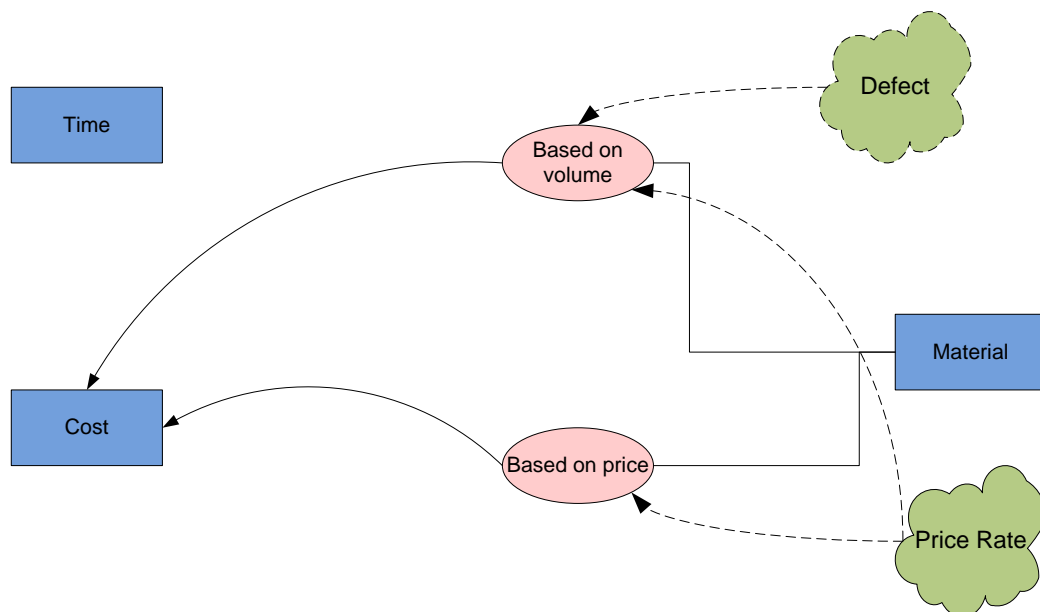 Defect
Time
Based on
volume
Material
Cost
Based on price
Price Rate